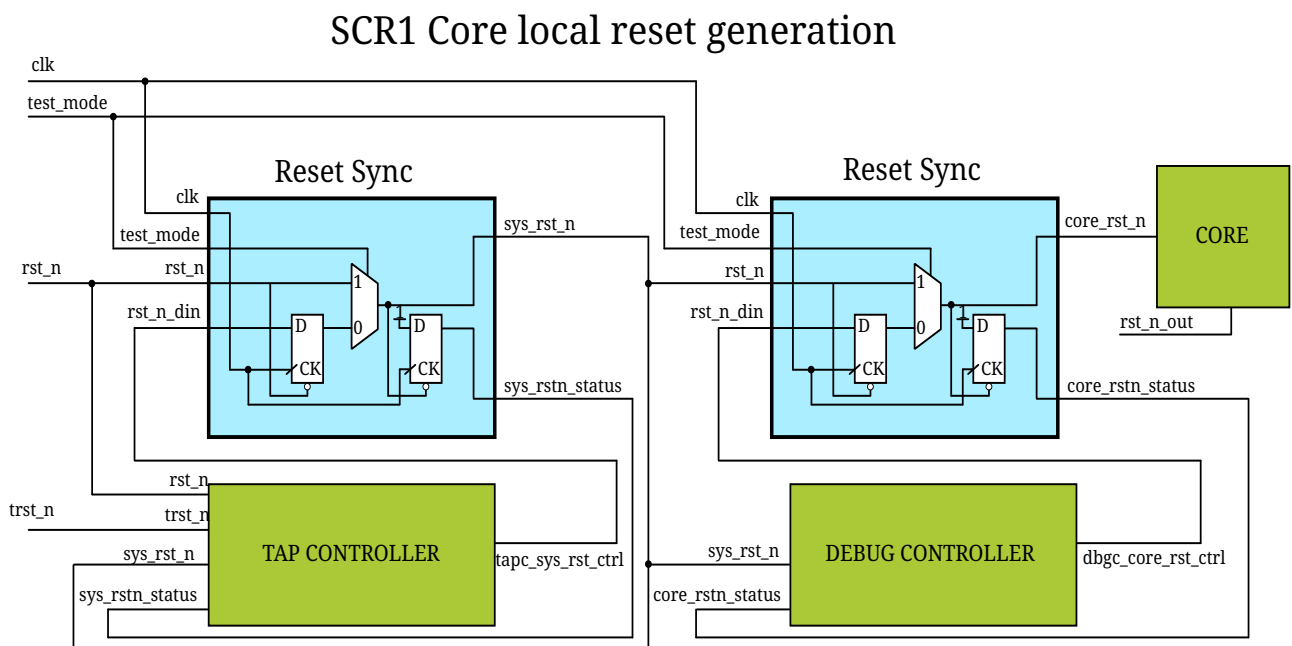 SCR1 Core local reset generation
clk
test_mode
Reset Sync
Reset Sync
clk
test_mode
rst_n
rst_n
rst_n_din
1
0
D
CK
D
CK
sys_rst_n
sys_rstn_status
clk
test_mode
rst_n
rst_n_din
1
0
D
CK
D
CK
core_rst_n
core_rstn_status
CORE
rst_n_out
rst_n
trst_n
trst_n
sys_rst_n
sys_rstn_status
TAP CONTROLLER
tapc_sys_rst_ctrl
sys_rst_n
core_rstn_status
DEBUG CONTROLLER
dbgc_core_rst_ctrl